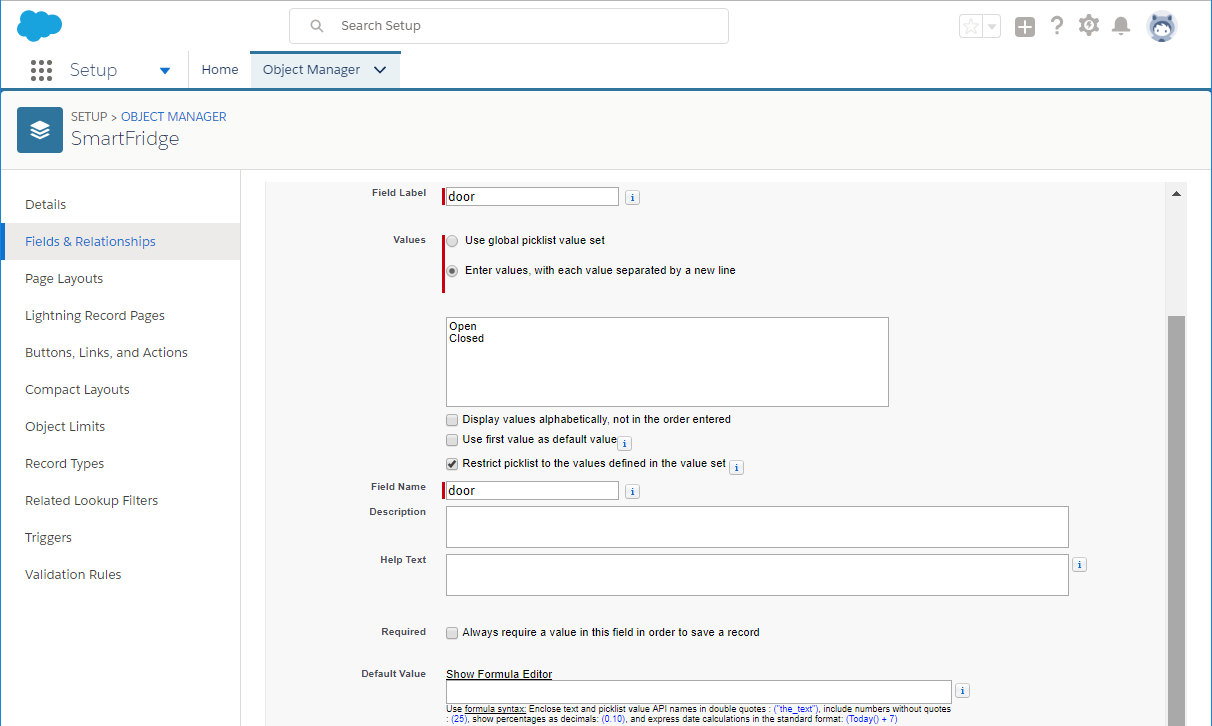 Search Setup
Setup
Home
Object Manager
SETUP > OBJECT MANAGER
SmartFridge
Details
Fields & Relationships
Page Layouts
Lightning Record Pages
Buttons, Links, and Actions
Compact Layouts
Object Limits
Record Types
Related Lookup Filters
Triggers
Validation Rules
Field Label
door
i
Values
Use global picklist value set
Enter values, with each value separated by a new line
Open
Closed
Display values alphabetically, not in the order entered
Use first value as default value
i
Restrict picklist to the values defined in the value set
i
Field Name
door
i
Description
Help Text
i
Required
Always require a value in this field in order to save a record
Default Value
Show Formula Editor
i
Use formula syntax: Enclose text and picklist value API names in double quotes : ("the_text"), include numbers without quotes
: (25), show percentages as decimals: (0.10), and express date calculations in the standard format: (Today() + 7)